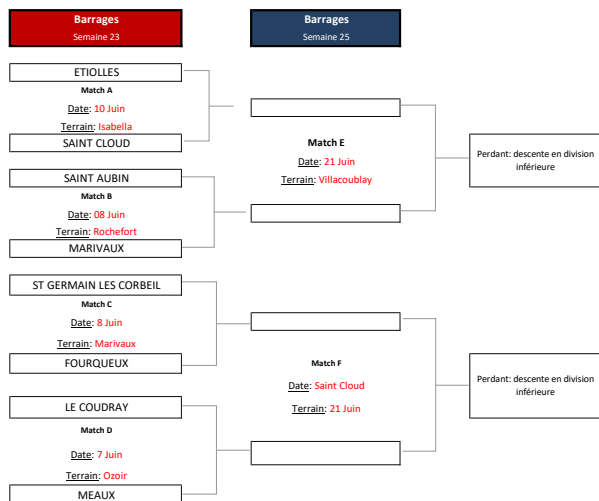 Barrages
Semaine 23
Barrages
Semaine 25
ETIOLLES
Match A
Date: 10 Juin
Terrain: Isabella
SAINT CLOUD
SAINT AUBIN
Match B
Date: 08 Juin
Terrain: Rochefort
MARIVAUX
Match E
Date: 21 Juin
Terrain: Villacoublay
Perdant: descente en division
inférieure
ST GERMAIN LES CORBEIL
Match C
Date: 8 Juin
Terrain: Marivaux
FOURQUEUX
LE COUDRAY
Match D
Date: 7 Juin
Terrain: Ozoir
MEAUX
Match F
Date: Saint Cloud
Terrain: 21 Juin
Perdant: descente en division
inférieure